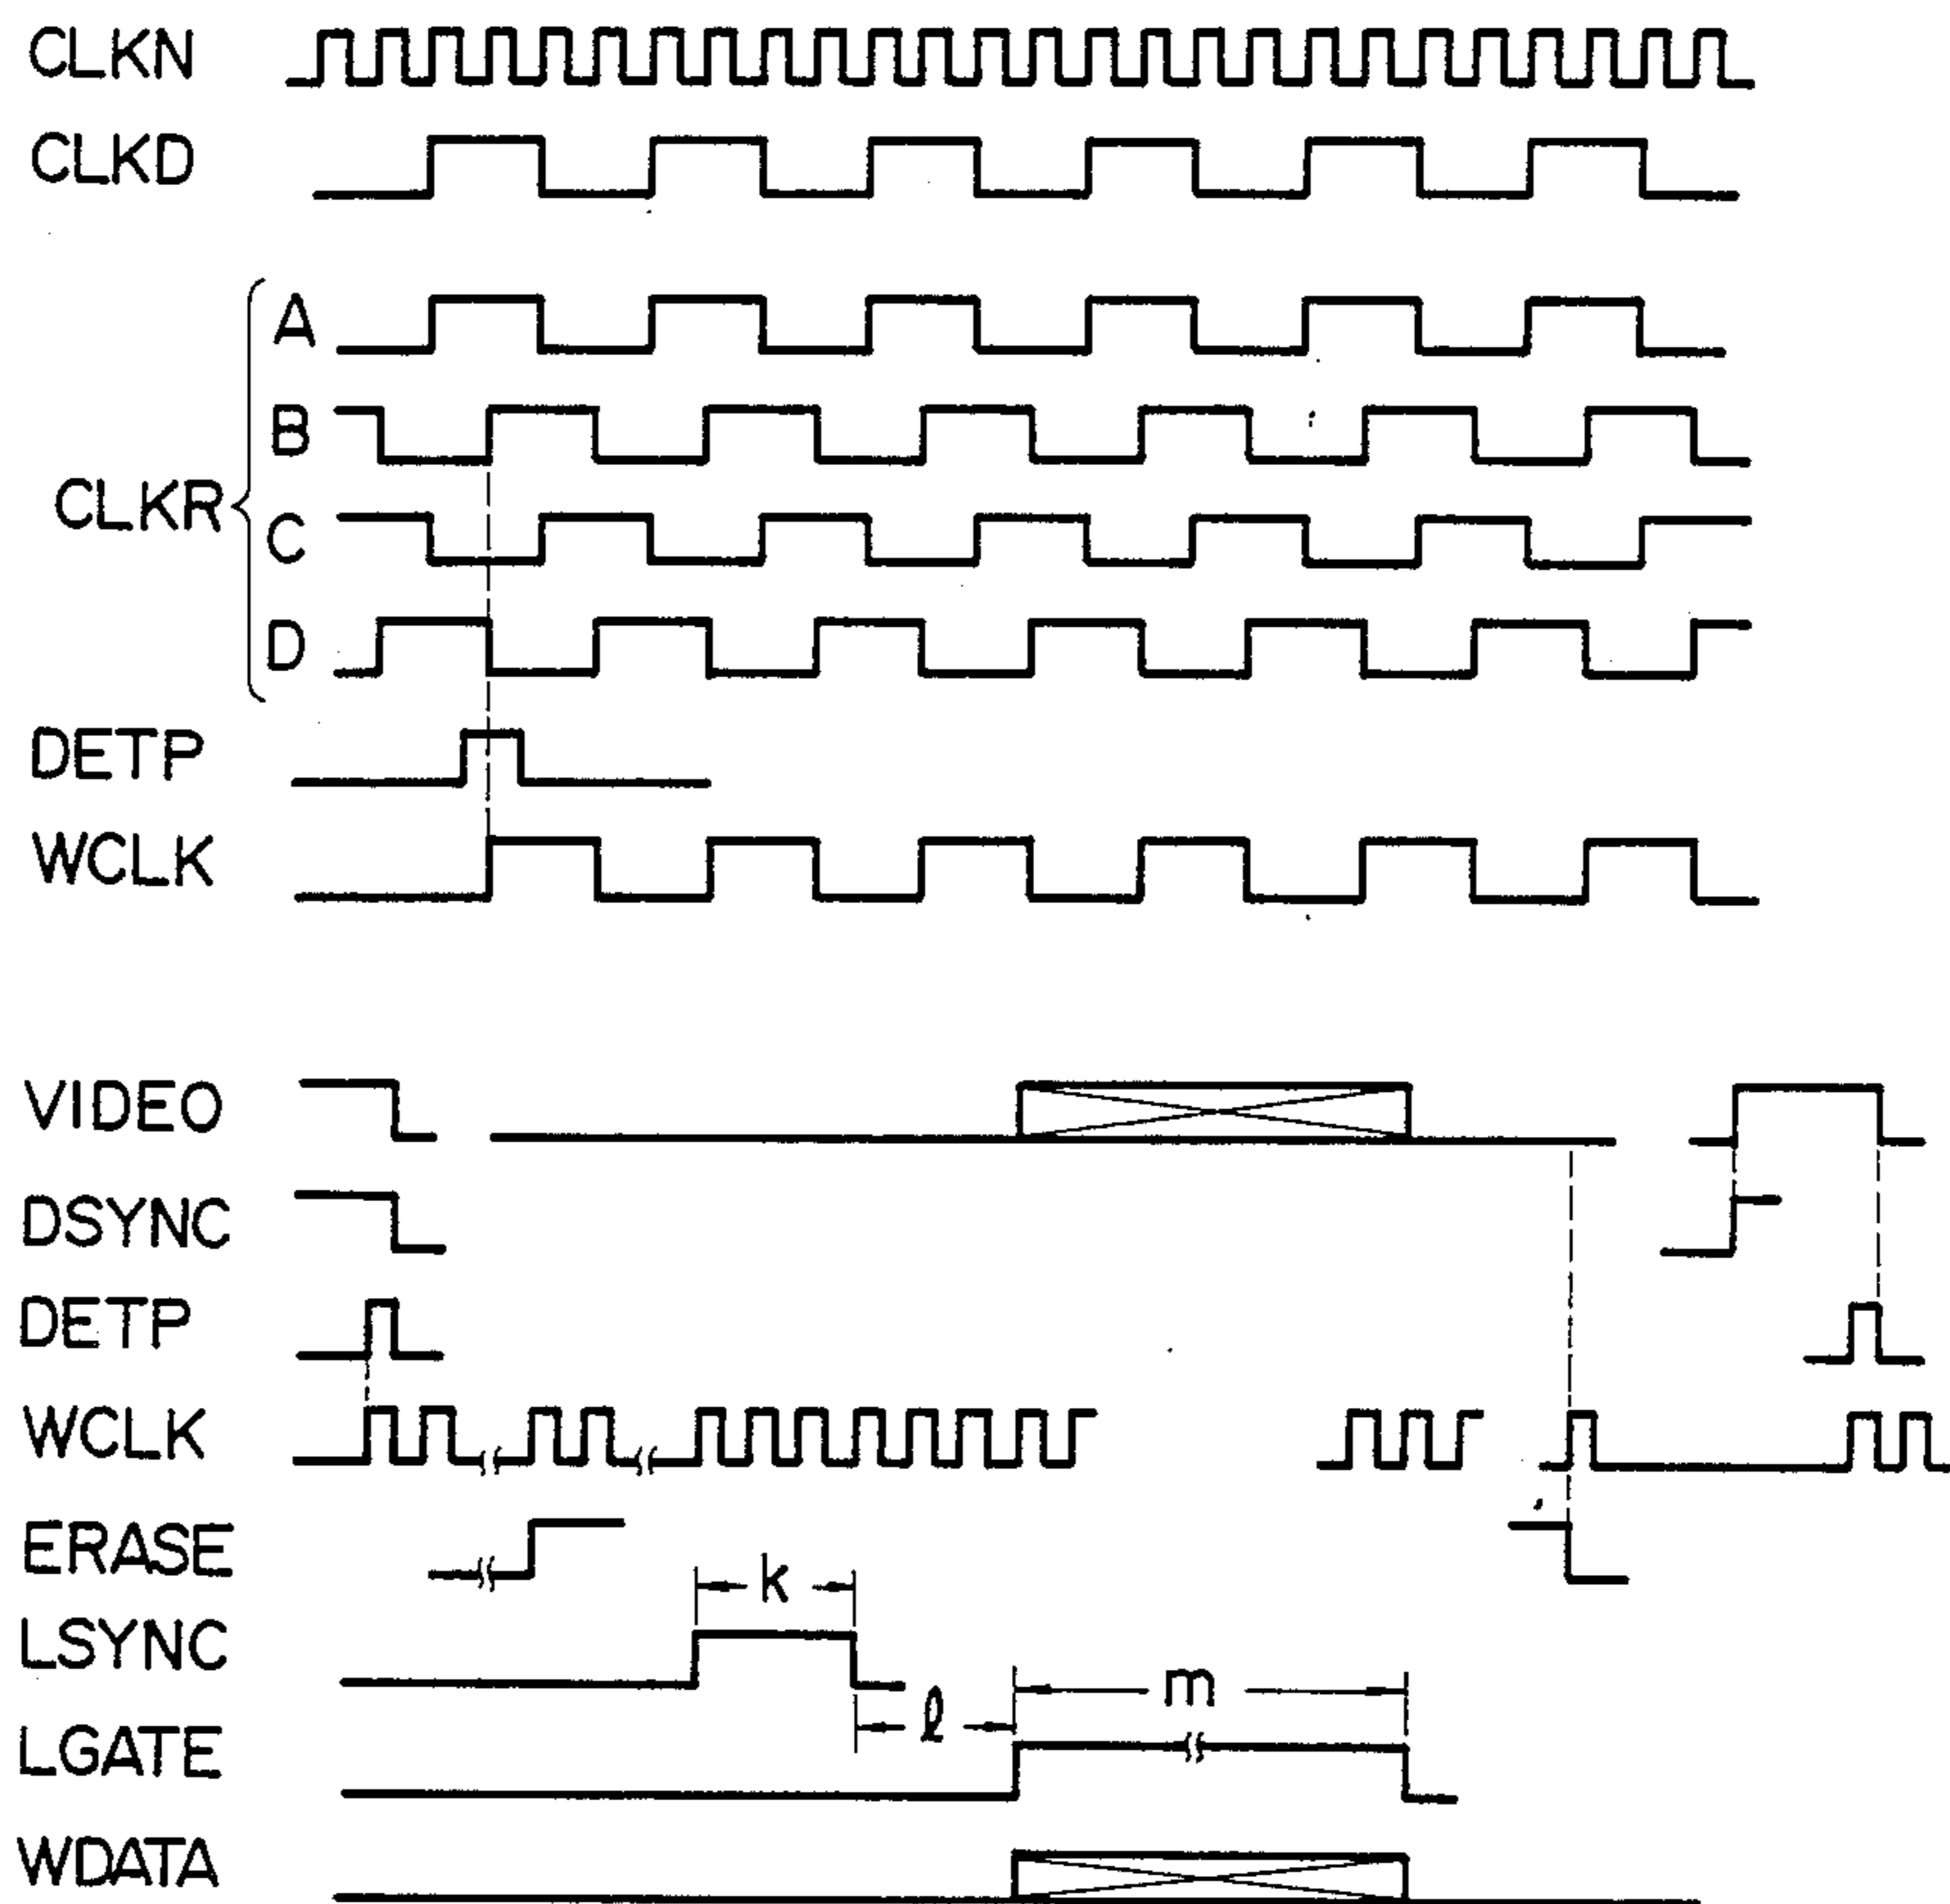 CLKN
CLKD
A
B
CLKR
C
D
DETP
WCLK
VIDEO
DSYNC
DETP
WCLK
ERASE
k
LSYNC
m
ℓ
LGATE
WDATA